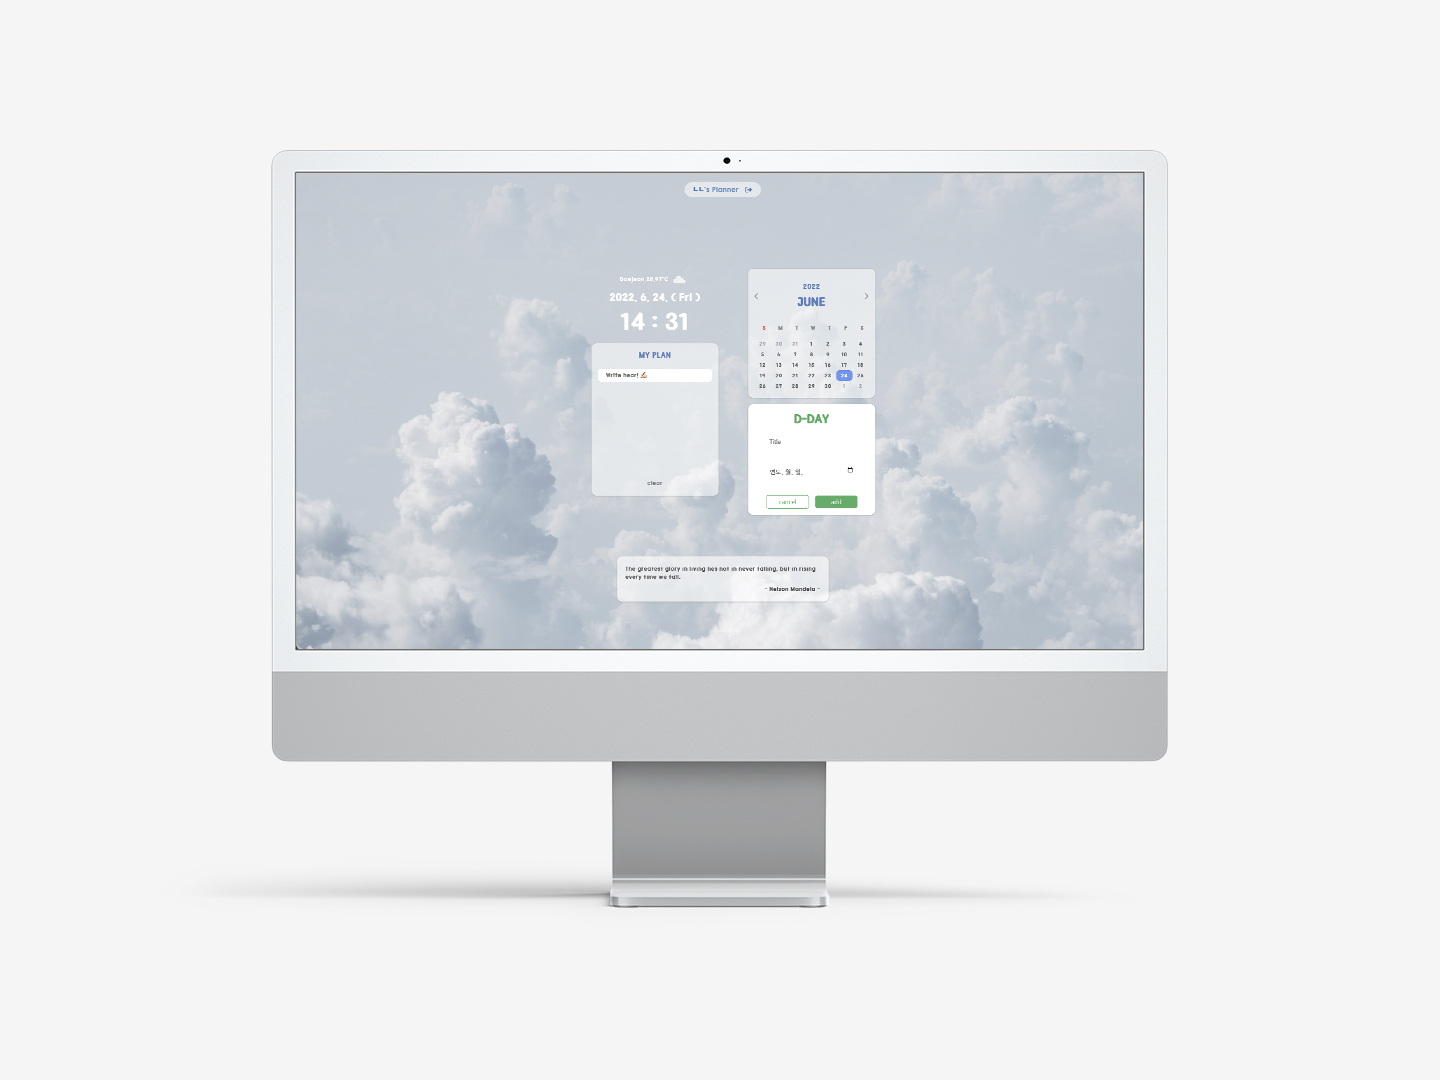 LL's Planner
Daejeon 28.97°C
2022. 6. 24. ( Fri )
14 : 31
MY PLAN
Write hear!
clear
2022
JUNE
S M T W T F S
29 30 31 1 2 3 4
5 6 7 8 9 10 11
12 13 14 15 16 17 18
19 20 21 22 23 24 25
26 27 28 29 30 1 2
D-DAY
Title
연도. 월. 일.
cancel add
The greatest glory in living lies not in never falling, but in rising
every time we fall.
- Nelson Mandela -